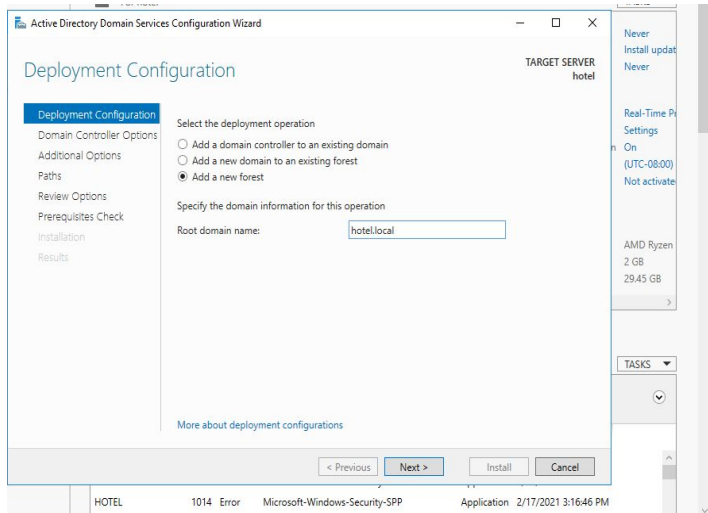 Active Directory Domain Services Configuration Wizard
Deployment Configuration
TARGET SERVER
hotel
Deployment Configuration
Domain Controller Options
Additional Options
Paths
Review Options
Prerequisites Check
Installation
Results
Select the deployment operation
Add a domain controller to an existing domain
Add a new domain to an existing forest
Add a new forest
Specify the domain information for this operation
Root domain name:
hotel.local
More about deployment configurations
< Previous
Next >
Install
Cancel
Never
Install updat
Never
Real-Time Pr
Settings
On
(UTC-08:00)
Not activate
AMD Ryzen
2 GB
29.45 GB
TASKS
HOTEL 1014 Error Microsoft-Windows-Security-SPP Application 2/17/2021 3:16:46 PM